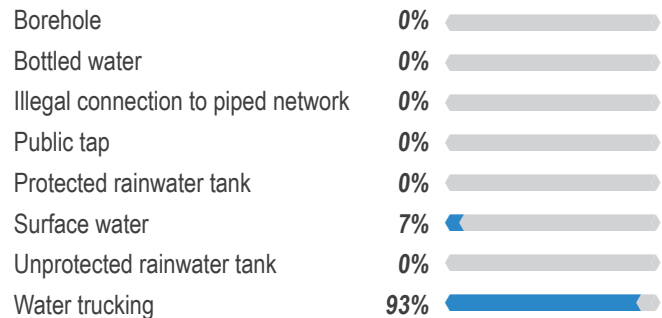 Borehole 0%
Bottled water 0%
Illegal connection to piped network 0%
Public tap 0%
Protected rainwater tank 0%
Surface water 7%
Unprotected rainwater tank 0%
Water trucking 93%